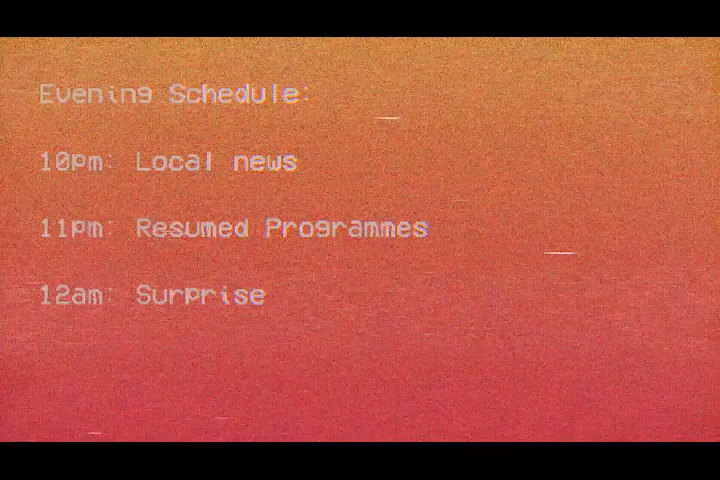 Evening Schedule:
10pm: Local news
11pm: Resumed Programmes
12am: Surprise